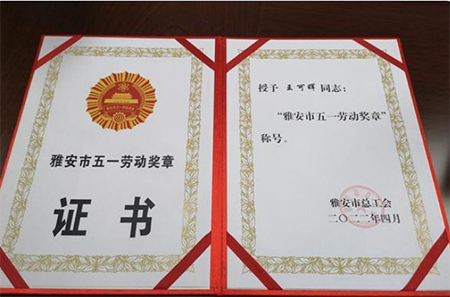 雅安市五一劳动奖章
证书
授予 王可晖 同志：
“雅安市五一劳动奖章”
称号。
雅安市总工会
二〇二二年四月